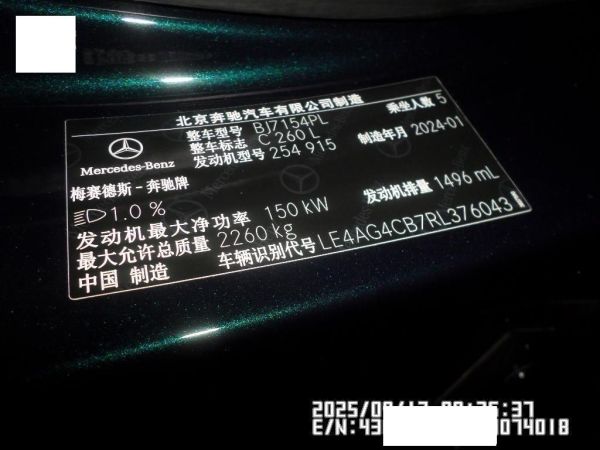 北京奔驰汽车有限公司制造
整车型号 BJ7154PL 乘坐人数 5
整车标志 C 260 L
发动机型号 254 915 制造年月 2024-01
Mercedes-Benz
梅赛德斯－奔驰牌
1.0 % 发动机排量 1496 mL
发动机最大净功率 150 kW
最大允许总质量 2260 kg
中国 制造 车辆识别代号 LE4AG4CB7RL376043
37
E/N:43 074018